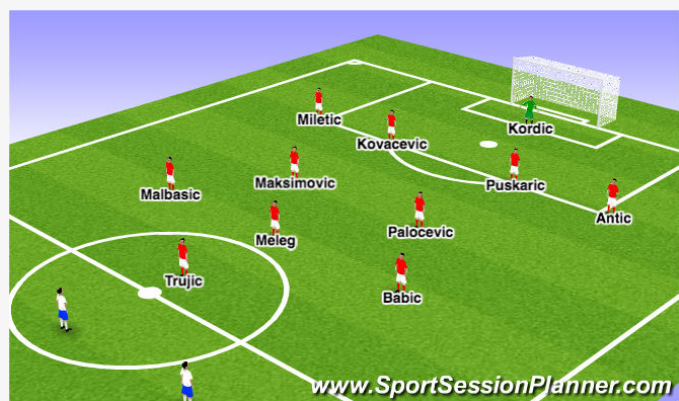 Miletic
Kordic
Kovacevic
Maksimovic
Puskaric
Malbasic
Antic
Meleg
Palocevic
Trujic
Babic
www.SportSessionPlanner.com